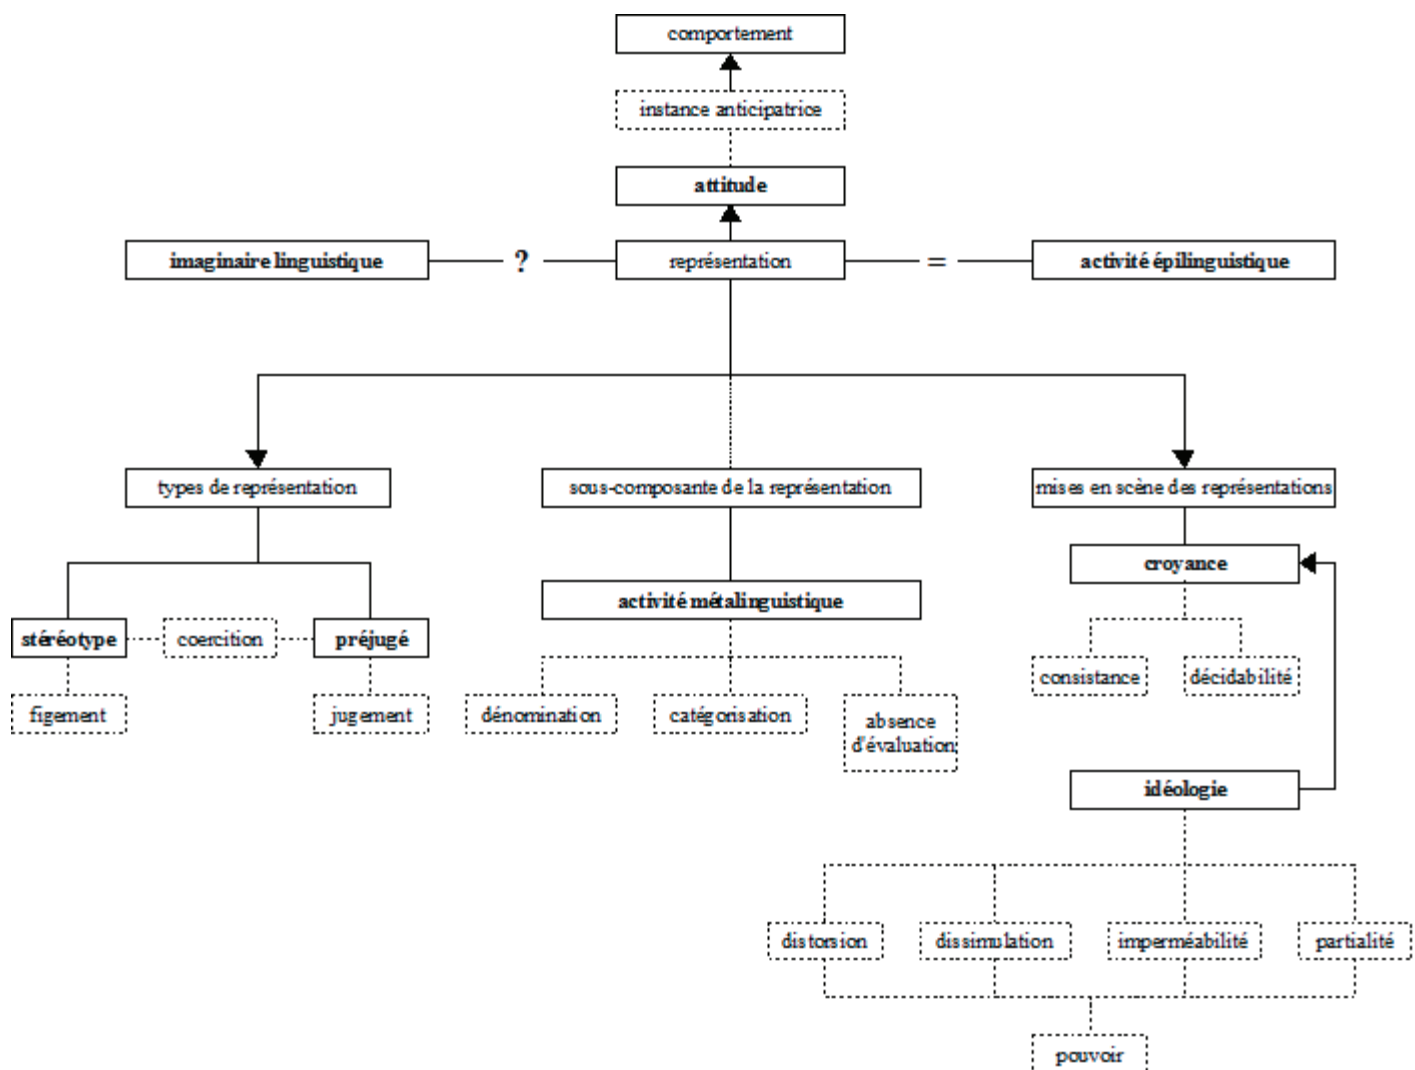 comportement
instance anticipatrice
attitude
imaginaire linguistique
?
représentation
=
activité épilinguistique
types de représentation
sous-composante de la représentation
mises en scène des représentations
croyance
activité métalinguistique
stéréotype
coercition
préjugé
consistance
décidabilité
figement
jugement
dénomination
catégorisation
absence
d'évaluation
idéologie
distorsion
dissimulation
imperméabilité
partialité
pouvoir